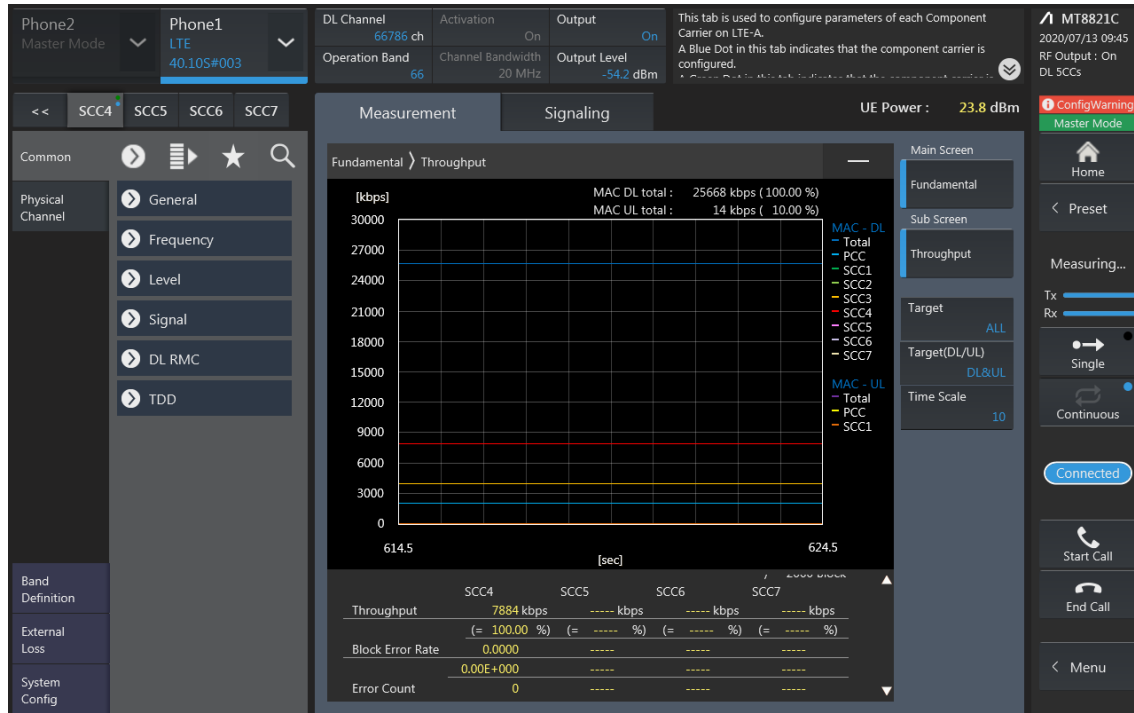 Phone2
Master Mode
Phone1
LTE
40.10S#003
DL Channel
66786 ch
Operation Band
66
Activation
On
Channel Bandwidth
20 MHz
Output
On
Output Level
-54.2 dBm
This tab is used to configure parameters of each Component
Carrier on LTE-A.
A Blue Dot in this tab indicates that the component carrier is
configured.
MT8821C
2020/07/13 09:45
RF Output : On
DL 5CCs
<< SCC4 SCC5 SCC6 SCC7
Measurement
Signaling
UE Power : 23.8 dBm
ConfigWarning
Master Mode
Common
Physical
Channel
General
Frequency
Level
Signal
DL RMC
TDD
Band
Definition
External
Loss
System
Config
Fundamental ⟩ Throughput
[kbps]
MAC DL total : 25668 kbps (100.00 %)
MAC UL total : 14 kbps ( 10.00 %)
30000
27000
24000
21000
18000
15000
12000
9000
6000
3000
0
614.5
624.5
[sec]
MAC - DL
Total
PCC
SCC1
SCC2
SCC3
SCC4
SCC5
SCC6
SCC7
MAC - UL
Total
PCC
SCC1
SCC4 SCC5 SCC6 SCC7
Throughput 7884 kbps ----- kbps ----- kbps ----- kbps
(= 100.00 %) (= ----- %) (= ----- %) (= ----- %)
Block Error Rate 0.0000 ----- ----- -----
0.00E+000 ----- ----- -----
Error Count 0 ----- ----- -----
Main Screen
Fundamental
Sub Screen
Throughput
Target
ALL
Target(DL/UL)
DL&UL
Time Scale
10
Home
< Preset
Measuring...
Tx
Rx
Single
Continuous
Connected
Start Call
End Call
< Menu